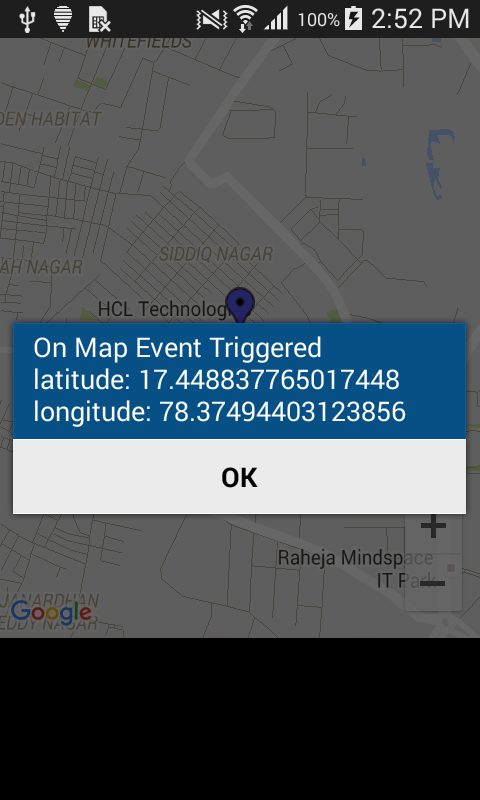 100% 2:52 PM
WHITEFIELDS
DEN HABITAT
SIDDIQ NAGAR
AH NAGAR
HCL Technologi
On Map Event Triggered
latitude: 17.448837765017448
longitude: 78.37494403123856
OK
+
Raheja Mindspace
IT Park
−
JANARDHAN
EDDY NAGAR
Google